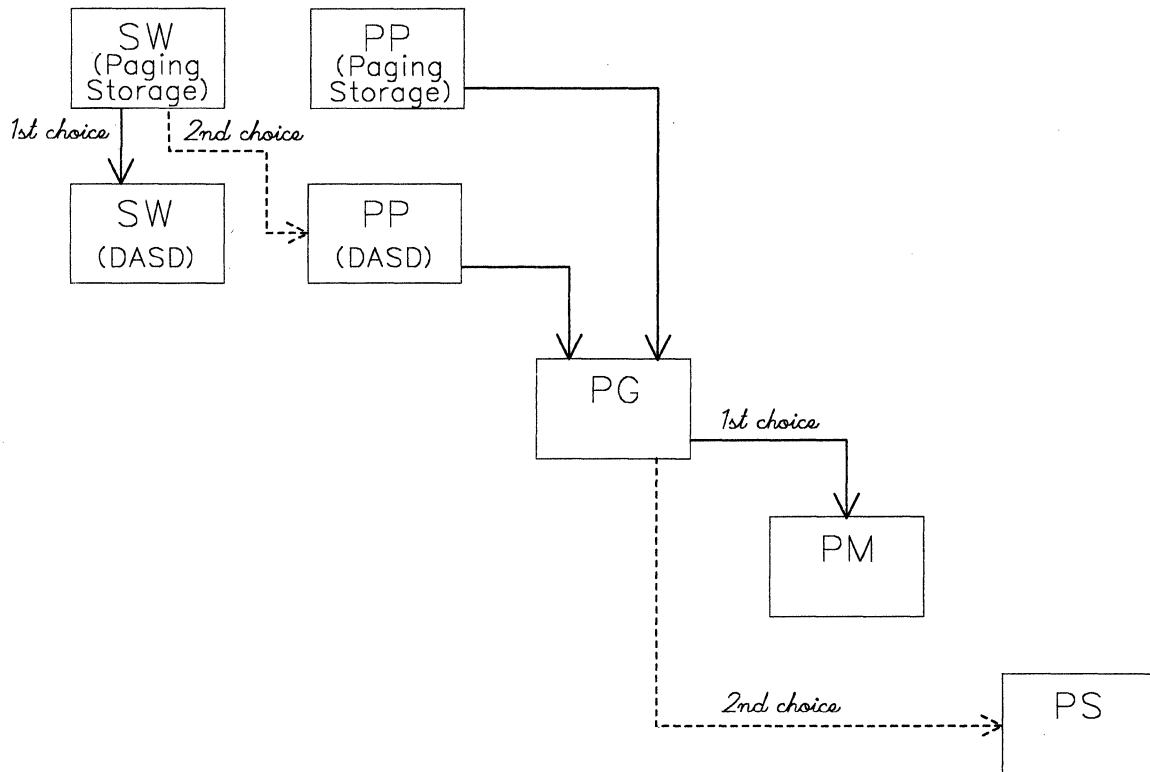 SW
(Paging
Storage)
PP
(Paging
Storage)
1st choice
2nd choice
SW
(DASD)
PP
(DASD)
PG
1st choice
PM
2nd choice
PS